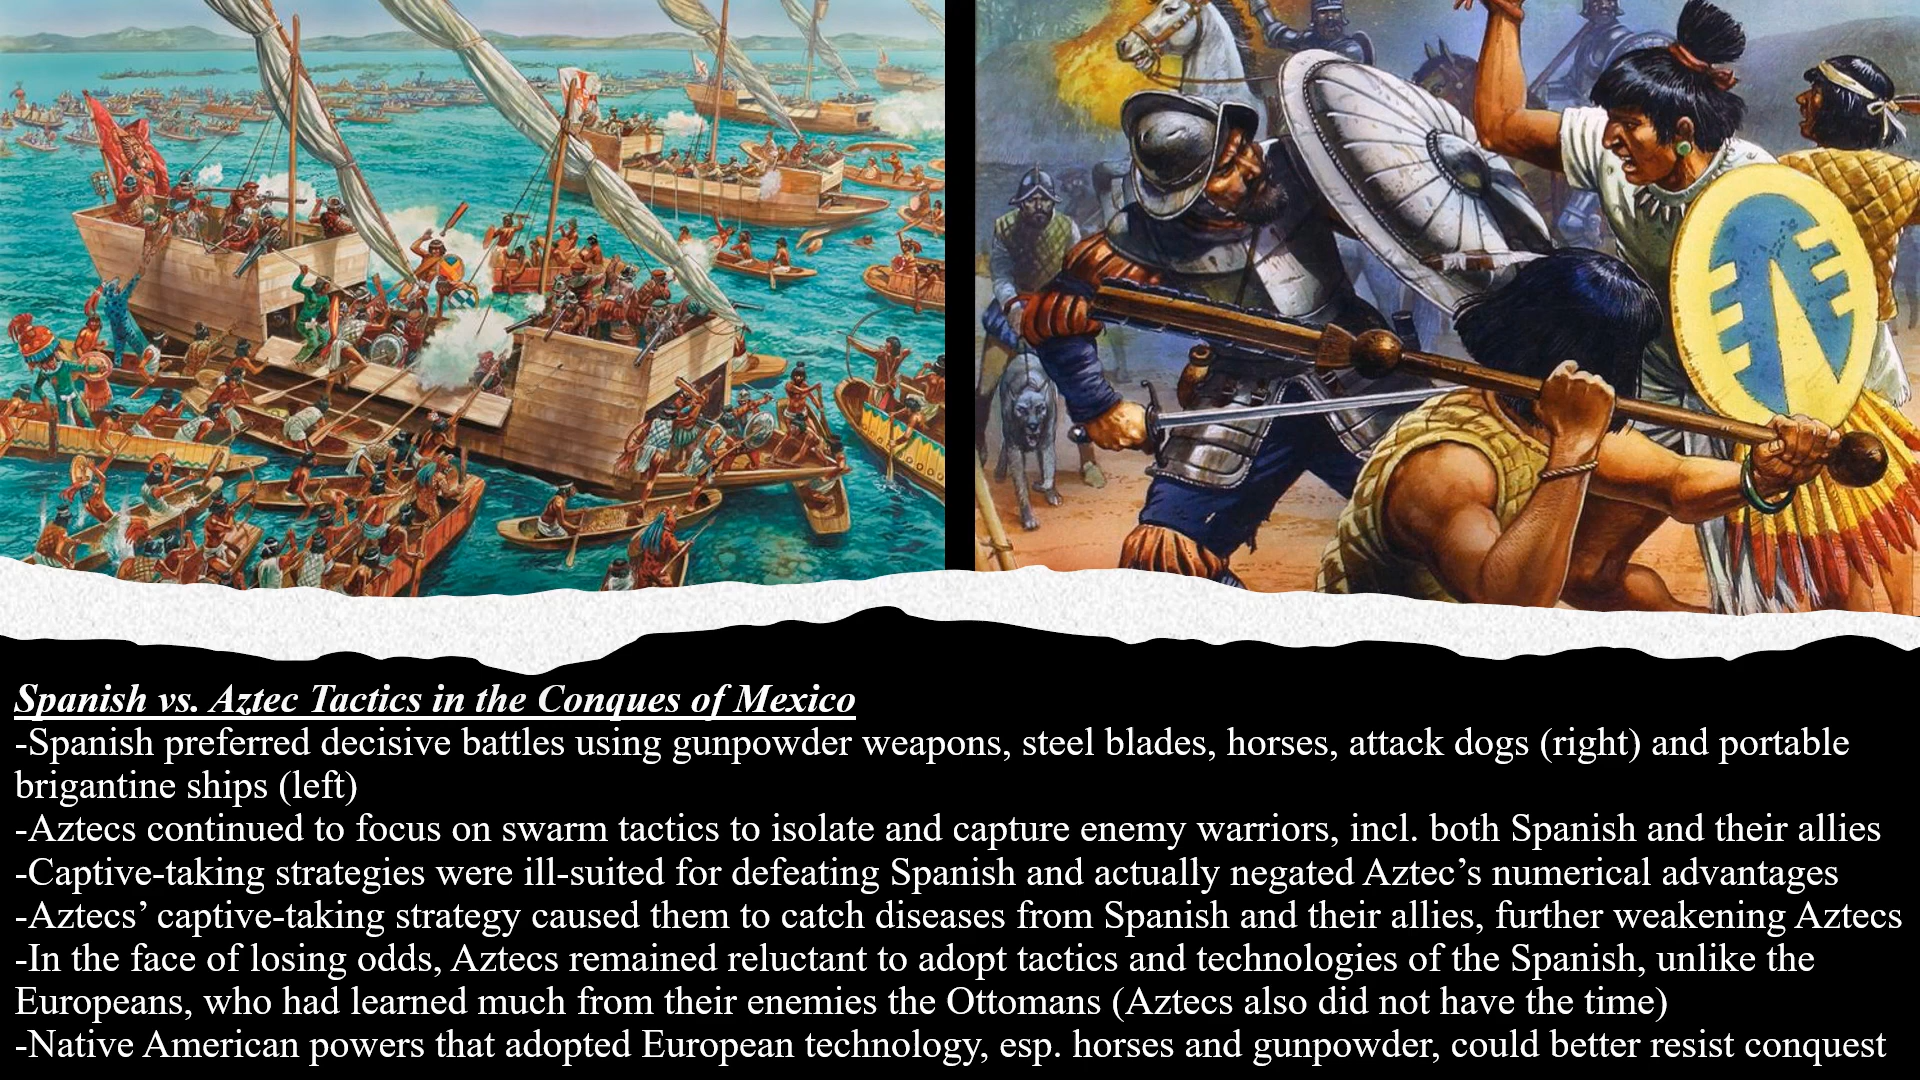 Spanish vs. Aztec Tactics in the Conques of Mexico
-Spanish preferred decisive battles using gunpowder weapons, steel blades, horses, attack dogs (right) and portable
brigantine ships (left)
-Aztecs continued to focus on swarm tactics to isolate and capture enemy warriors, incl. both Spanish and their allies
-Captive-taking strategies were ill-suited for defeating Spanish and actually negated Aztec’s numerical advantages
-Aztecs’ captive-taking strategy caused them to catch diseases from Spanish and their allies, further weakening Aztecs
-In the face of losing odds, Aztecs remained reluctant to adopt tactics and technologies of the Spanish, unlike the
Europeans, who had learned much from their enemies the Ottomans (Aztecs also did not have the time)
-Native American powers that adopted European technology, esp. horses and gunpowder, could better resist conquest